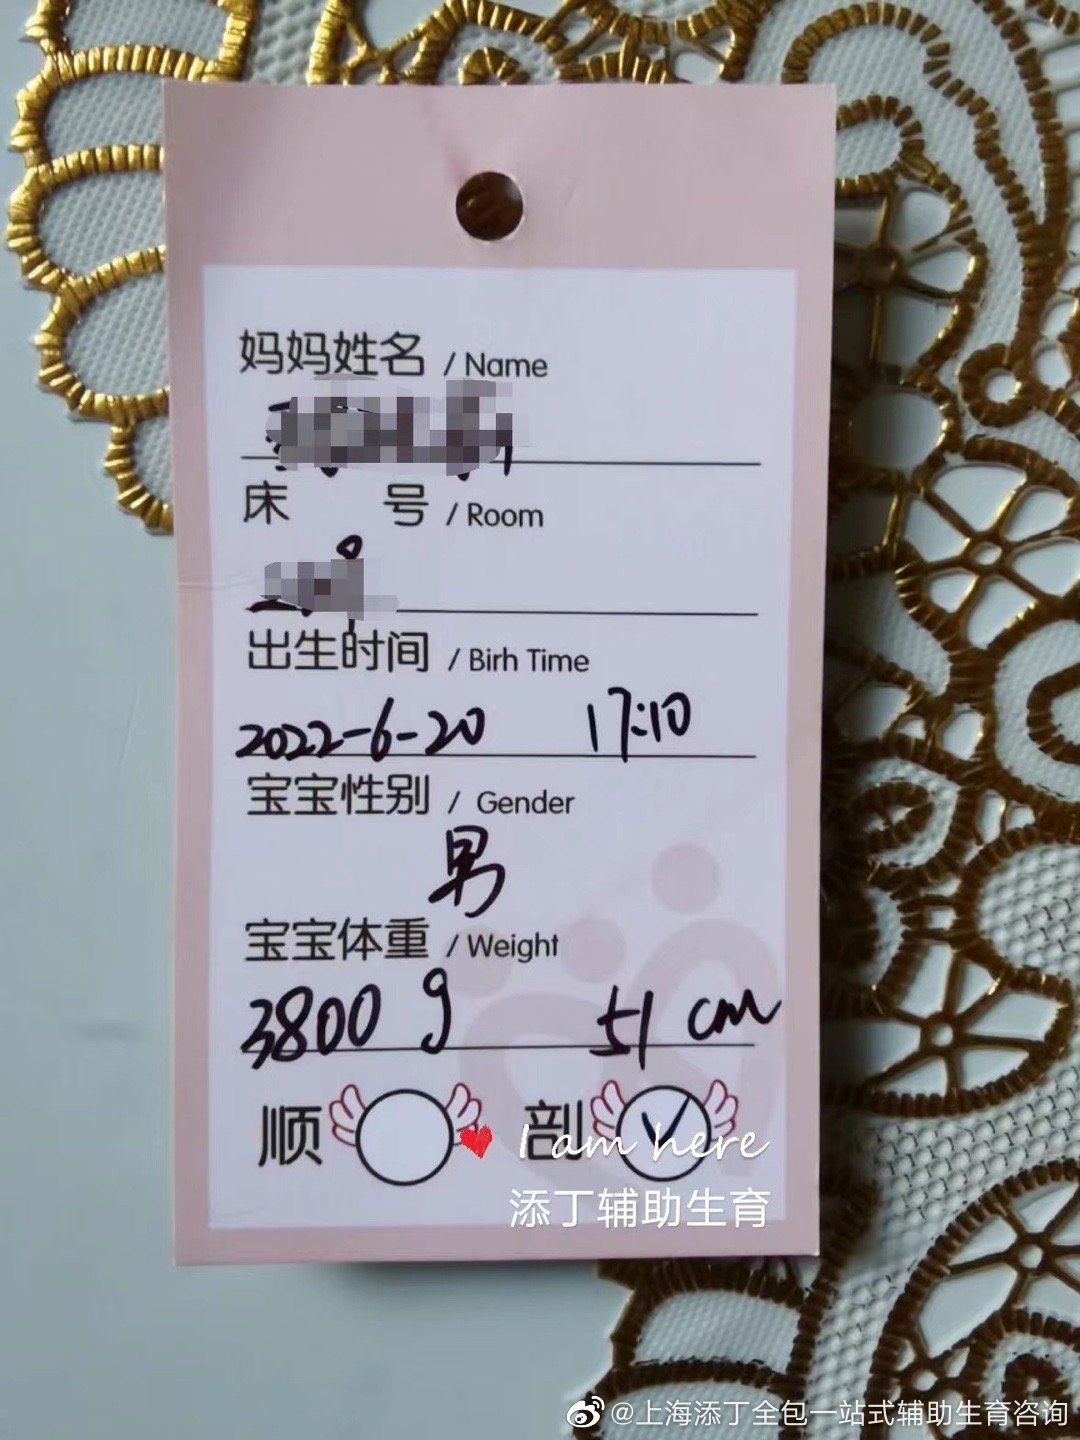 妈妈姓名 / Name
床 号 / Room
出生时间 / Birh Time
2022-6-20 17:10
宝宝性别 / Gender
男
宝宝体重 / Weight
3800 g 51 cm
顺 剖
I am here
添丁辅助生育
@上海添丁全包一站式辅助生育咨询